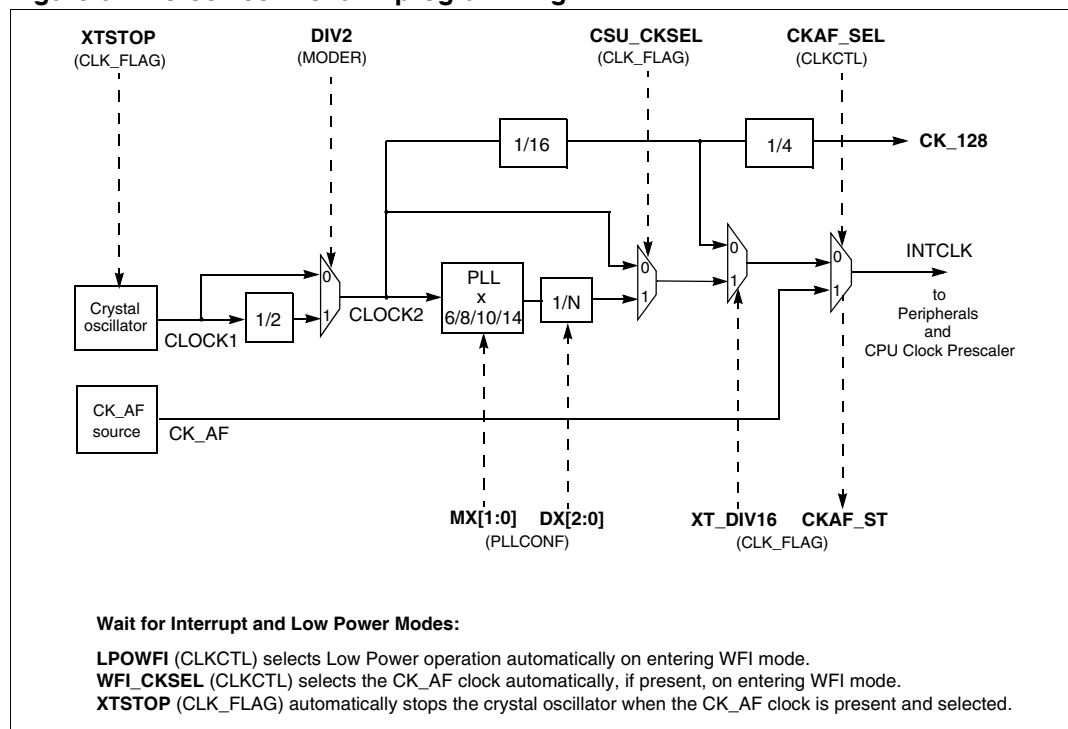 XTSTOP DIV2 CSU_CKSEL CKAF_SEL
(CLK_FLAG) (MODER) (CLK_FLAG) (CLKCTL)
1/16 1/4 CK_128
0 0 0 0 INTCLK
PLL
x
6/8/10/14
Crystal
oscillator
1/2 1 1/N 1 1 1
CLOCK1 CLOCK2
to
Peripherals
and
CPU Clock Prescaler
CK_AF
source
CK_AF
MX[1:0] DX[2:0] XT_DIV16 CKAF_ST
(PLLCONF) (CLK_FLAG)
Wait for Interrupt and Low Power Modes:
LPOWFI (CLKCTL) selects Low Power operation automatically on entering WFI mode.
WFI_CKSEL (CLKCTL) selects the CK_AF clock automatically, if present, on entering WFI mode.
XTSTOP (CLK_FLAG) automatically stops the crystal oscillator when the CK_AF clock is present and selected.